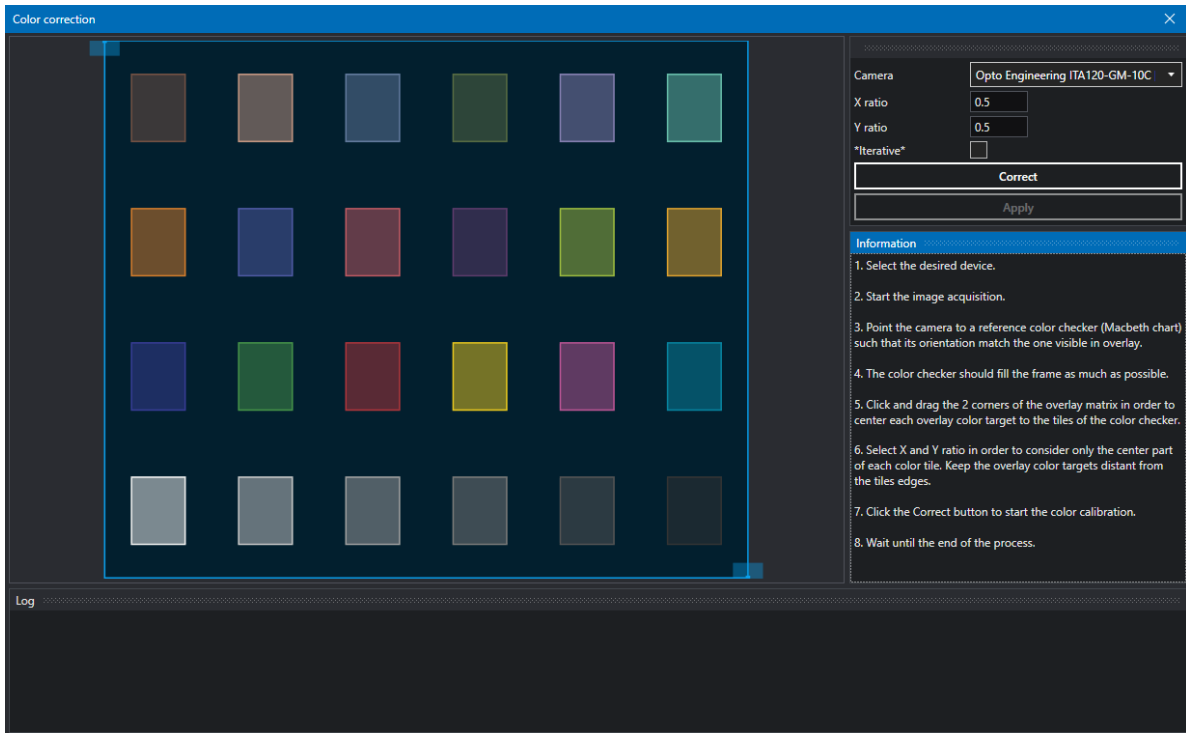 Color correction
Camera
Opto Engineering ITA120-GM-10C
X ratio
0.5
Y ratio
0.5
*Iterative*
Correct
Apply
Information
1. Select the desired device.
2. Start the image acquisition.
3. Point the camera to a reference color checker (Macbeth chart)
such that its orientation match the one visible in overlay.
4. The color checker should fill the frame as much as possible.
5. Click and drag the 2 corners of the overlay matrix in order to
center each overlay color target to the tiles of the color checker.
6. Select X and Y ratio in order to consider only the center part
of each color tile. Keep the overlay color targets distant from
the tiles edges.
7. Click the Correct button to start the color calibration.
8. Wait until the end of the process.
Log